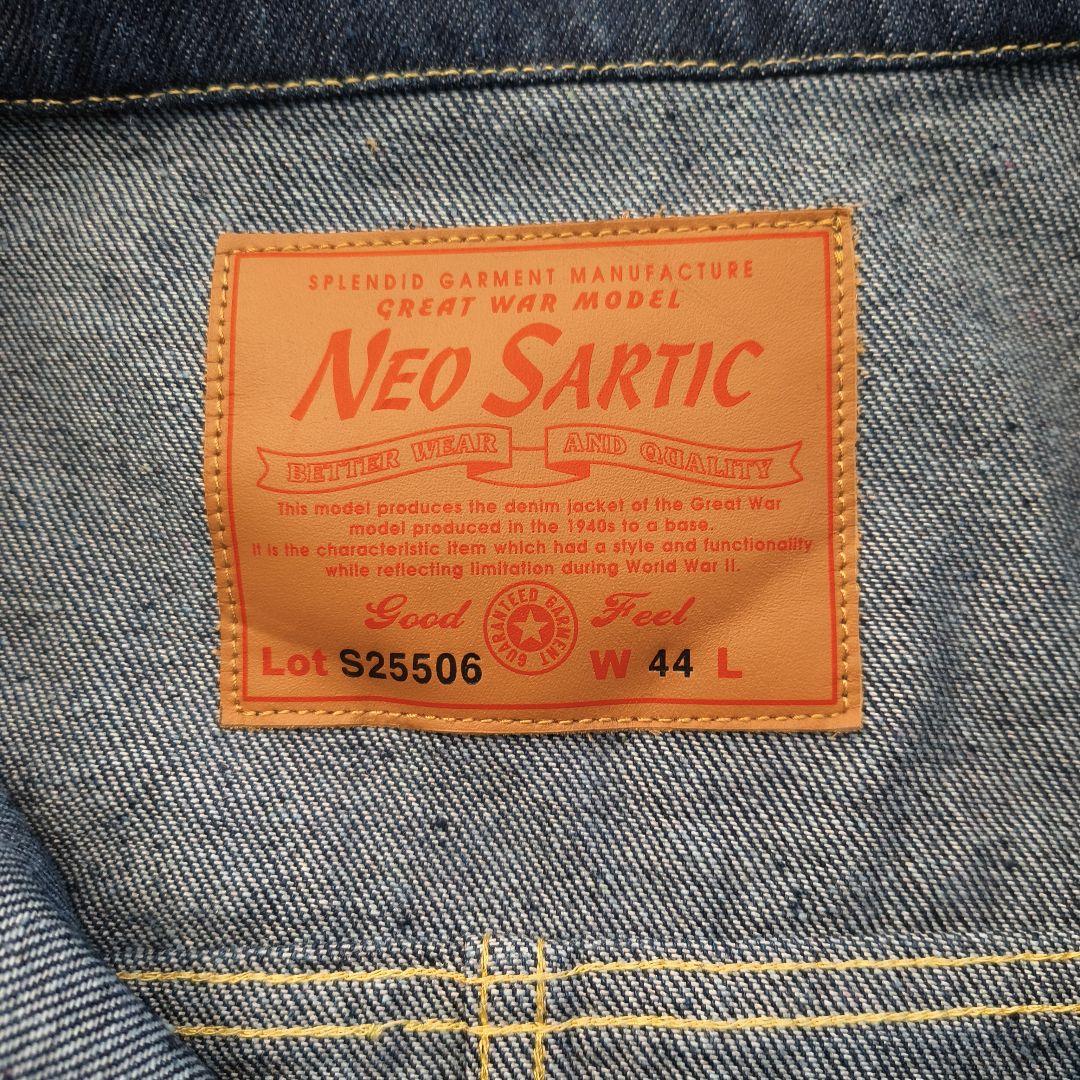 SPLENDID GARMENT MANUFACTURE
GREAT WAR MODEL
NEO SARTIC
BETTER WEAR AND QUALITY
This model produces the denim jacket of the Great War
model produced in the 1940s to a base.
It is the characteristic item which had a style and functionality
while reflecting limitation during World War II.
Good Feel
GUARANTEED GARMENT
Lot S25506 W 44 L